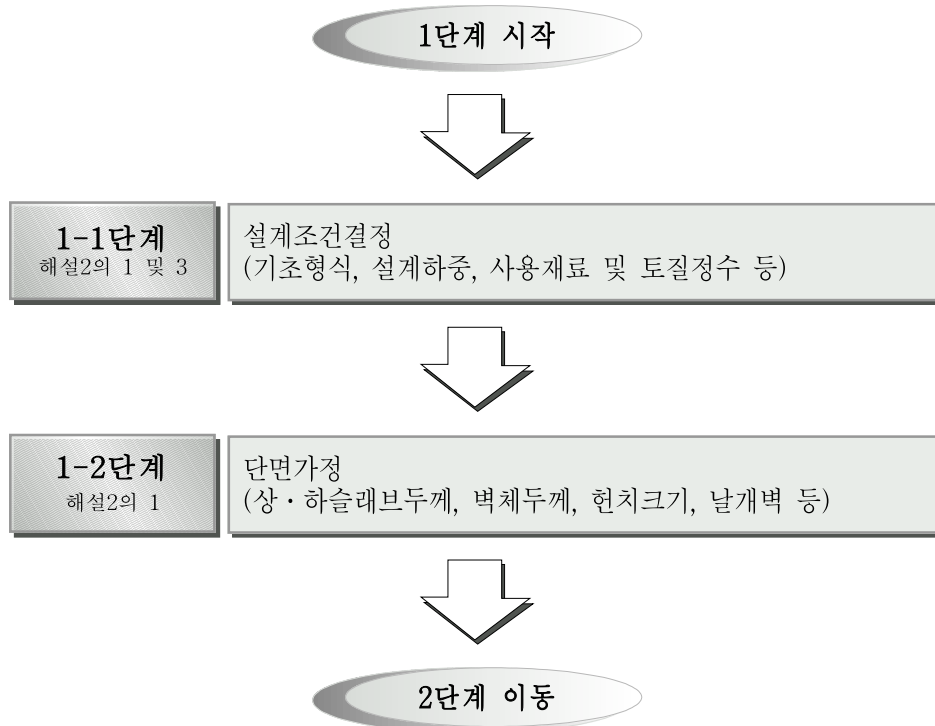 1단계 시작
1-1단계
해설2의 1 및 3
설계조건결정
(기초형식, 설계하중, 사용재료 및 토질정수 등)
1-2단계
해설2의 1
단면가정
(상·하슬래브두께, 벽체두께, 헌치크기, 날개벽 등)
2단계 이동